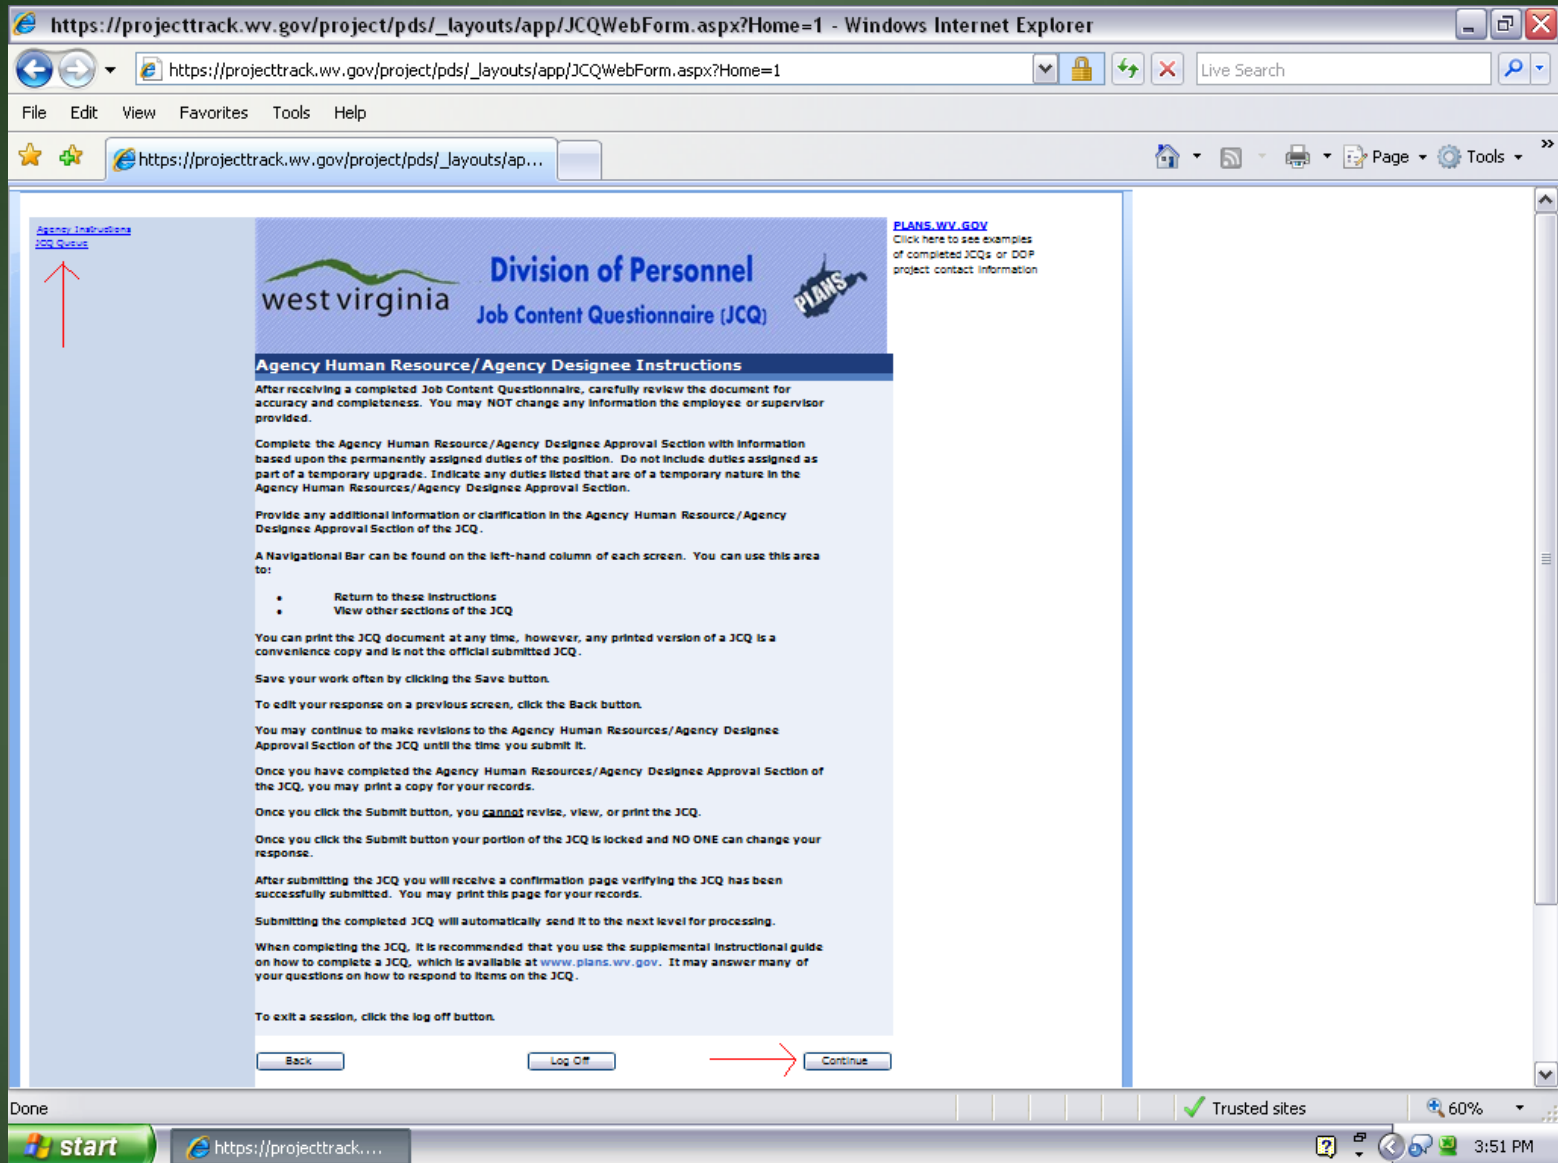 https://projecttrack.wv.gov/project/pds/_layouts/app/JCQWebForm.aspx?Home=1 - Windows Internet Explorer
https://projecttrack.wv.gov/project/pds/_layouts/app/JCQWebForm.aspx?Home=1
Live Search
File Edit View Favorites Tools Help
https://projecttrack.wv.gov/project/pds/_layouts/ap...
Page Tools
Agency Instructions
JCQ Queue
west virginia
Division of Personnel
Job Content Questionnaire (JCQ)
PLANS
PLANS.WV.GOV
Click here to see examples
of completed JCQs or DOP
project contact information
Agency Human Resource/Agency Designee Instructions
After receiving a completed Job Content Questionnaire, carefully review the document for
accuracy and completeness. You may NOT change any information the employee or supervisor
provided.
Complete the Agency Human Resource/Agency Designee Approval Section with information
based upon the permanently assigned duties of the position. Do not include duties assigned as
part of a temporary upgrade. Indicate any duties listed that are of a temporary nature in the
Agency Human Resources/Agency Designee Approval Section.
Provide any additional information or clarification in the Agency Human Resource/Agency
Designee Approval Section of the JCQ.
A Navigational Bar can be found on the left-hand column of each screen. You can use this area
to:
• Return to these instructions
• View other sections of the JCQ
You can print the JCQ document at any time, however, any printed version of a JCQ is a
convenience copy and is not the official submitted JCQ.
Save your work often by clicking the Save button.
To edit your response on a previous screen, click the Back button.
You may continue to make revisions to the Agency Human Resources/Agency Designee
Approval Section of the JCQ until the time you submit it.
Once you have completed the Agency Human Resources/Agency Designee Approval Section of
the JCQ, you may print a copy for your records.
Once you click the Submit button, you cannot revise, view, or print the JCQ.
Once you click the Submit button your portion of the JCQ is locked and NO ONE can change your
response.
After submitting the JCQ you will receive a confirmation page verifying the JCQ has been
successfully submitted. You may print this page for your records.
Submitting the completed JCQ will automatically send it to the next level for processing.
When completing the JCQ, it is recommended that you use the supplemental instructional guide
on how to complete a JCQ, which is available at www.plans.wv.gov. It may answer many of
your questions on how to respond to items on the JCQ.
To exit a session, click the log off button.
Back Log Off Continue
Done Trusted sites 60%
start https://projecttrack.... 3:51 PM